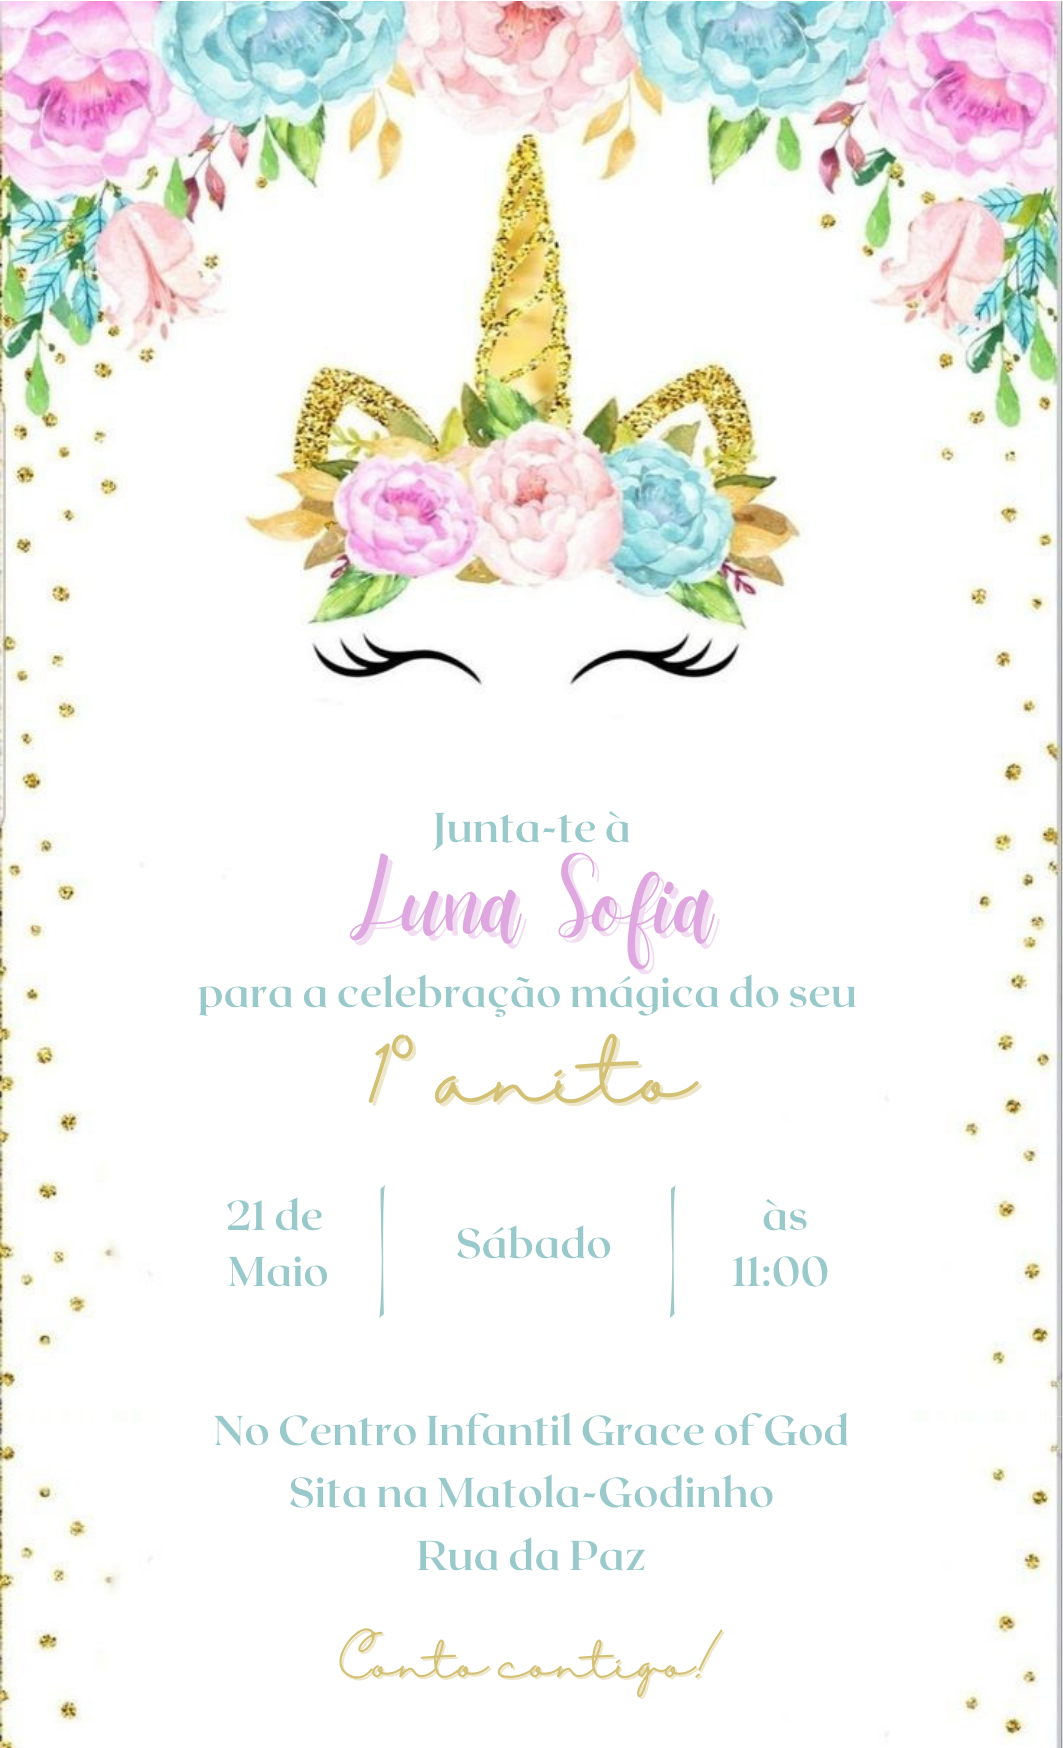 Junta-te à
Luna Sofia
para a celebração mágica do seu
1º anito
21 de
Maio
Sábado
às
11:00
No Centro Infantil Grace of God
Sita na Matola-Godinho
Rua da Paz
Conto contigo!